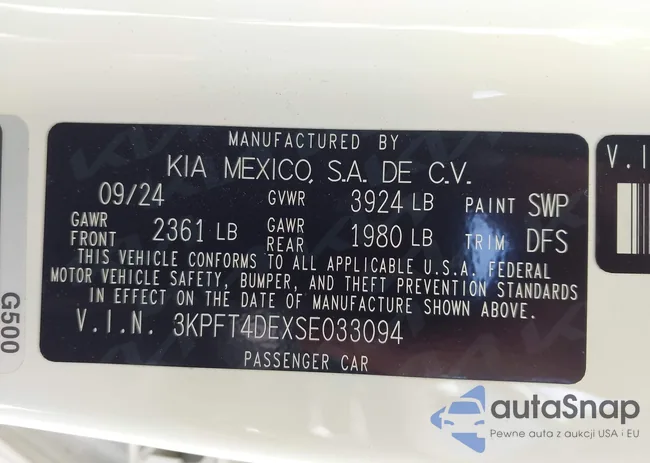 MANUFACTURED BY
KIA MEXICO, S.A. DE C.V.
09/24 GVWR 3924 LB PAINT SWP
GAWR FRONT 2361 LB GAWR REAR 1980 LB TRIM DFS
THIS VEHICLE CONFORMS TO ALL APPLICABLE U.S.A. FEDERAL
MOTOR VEHICLE SAFETY, BUMPER, AND THEFT PREVENTION STANDARDS
IN EFFECT ON THE DATE OF MANUFACTURE SHOWN ABOVE.
V.I.N. 3KPFT4DEXSE033094
PASSENGER CAR
G500
V.I
autaSnap
Pewne auta z aukcji USA i EU